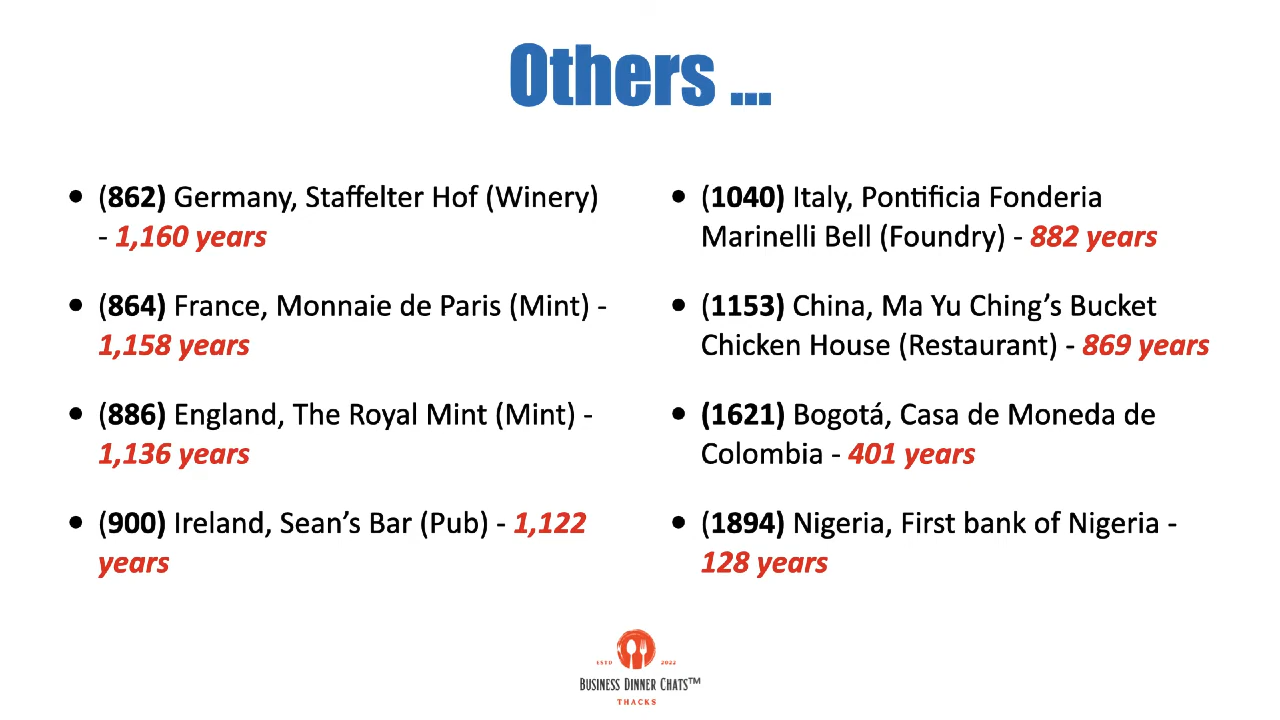 Others ...
• (862) Germany, Staffelter Hof (Winery)
- 1,160 years
• (864) France, Monnaie de Paris (Mint) -
1,158 years
• (886) England, The Royal Mint (Mint) -
1,136 years
• (900) Ireland, Sean’s Bar (Pub) - 1,122
years
• (1040) Italy, Pontificia Fonderia
Marinelli Bell (Foundry) - 882 years
• (1153) China, Ma Yu Ching’s Bucket
Chicken House (Restaurant) - 869 years
• (1621) Bogotá, Casa de Moneda de
Colombia - 401 years
• (1894) Nigeria, First bank of Nigeria -
128 years
ESTD 2022
BUSINESS DINNER CHATS™
THACKS